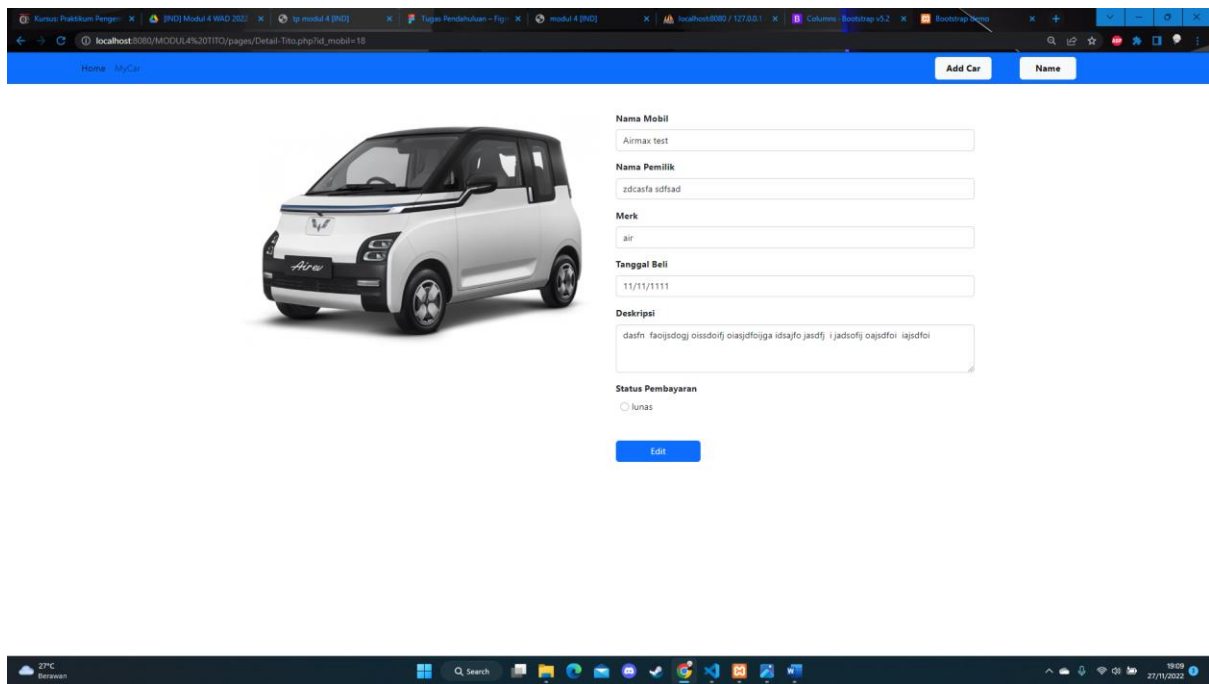 Kursus: Praktikum Pengem
[IND] Modul 4 WAD 2022
tp modul 4 [IND]
Tugas Pendahuluan – Fig
modul 4 [IND]
localhost:8080 / 127.0.0.1
Columns · Bootstrap v5.2
Bootstrap demo
localhost:8080/MODUL4%20TITO/pages/Detail-Tito.php?id_mobil=18
Home MyCar
Add Car
Name
Nama Mobil
Airmax test
Nama Pemilik
zdcasfa sdfsad
Merk
air
Tanggal Beli
11/11/1111
Deskripsi
dasfn faoijsdogj oissdoifj oiasjdfoijga idsajfo jasdfj i jadsofij oajsdfoi iajsdfoi
Status Pembayaran
lunas
Edit
Air ev
27°C
Berawan
Search
19:09
27/11/2022